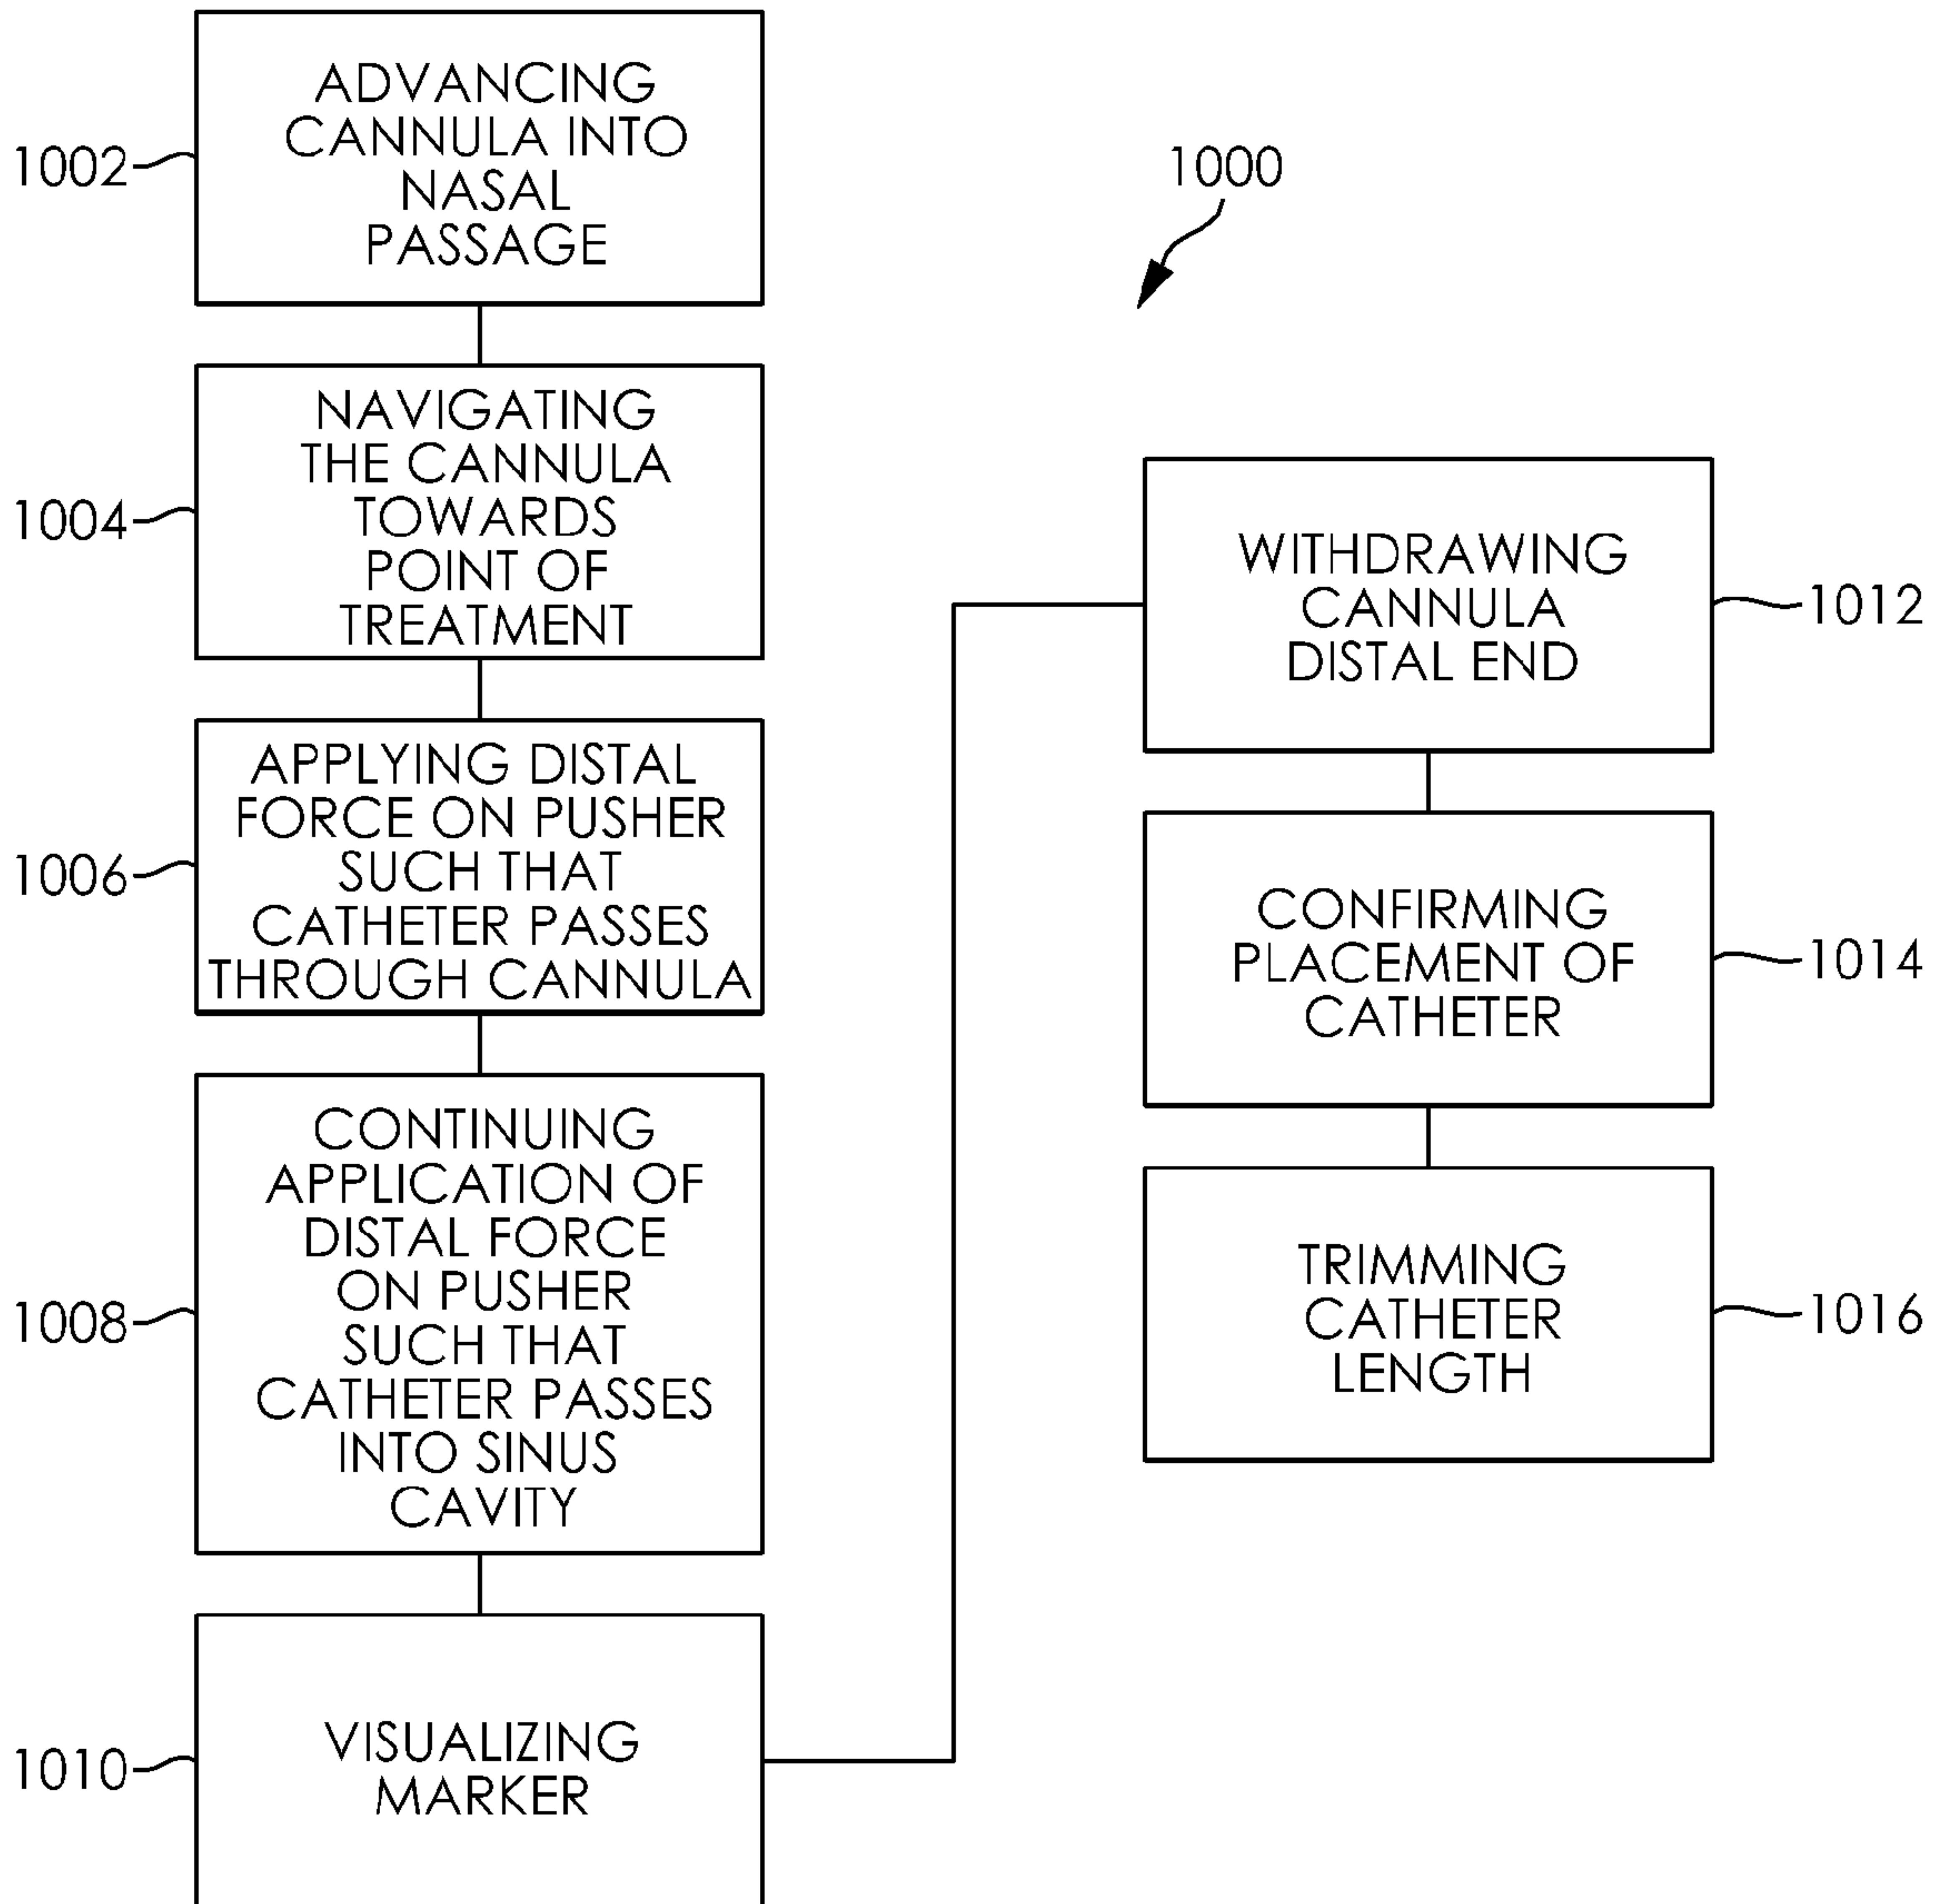 ADVANCING
CANNULA INTO
NASAL
PASSAGE
1002
NAVIGATING
THE CANNULA
TOWARDS
POINT OF
TREATMENT
1004
APPLYING DISTAL
FORCE ON PUSHER
SUCH THAT
CATHETER PASSES
THROUGH CANNULA
1006
CONTINUING
APPLICATION OF
DISTAL FORCE
ON PUSHER
SUCH THAT
CATHETER PASSES
INTO SINUS
CAVITY
1008
VISUALIZING
MARKER
1010
1000
WITHDRAWING
CANNULA
DISTAL END
1012
CONFIRMING
PLACEMENT OF
CATHETER
1014
TRIMMING
CATHETER
LENGTH
1016